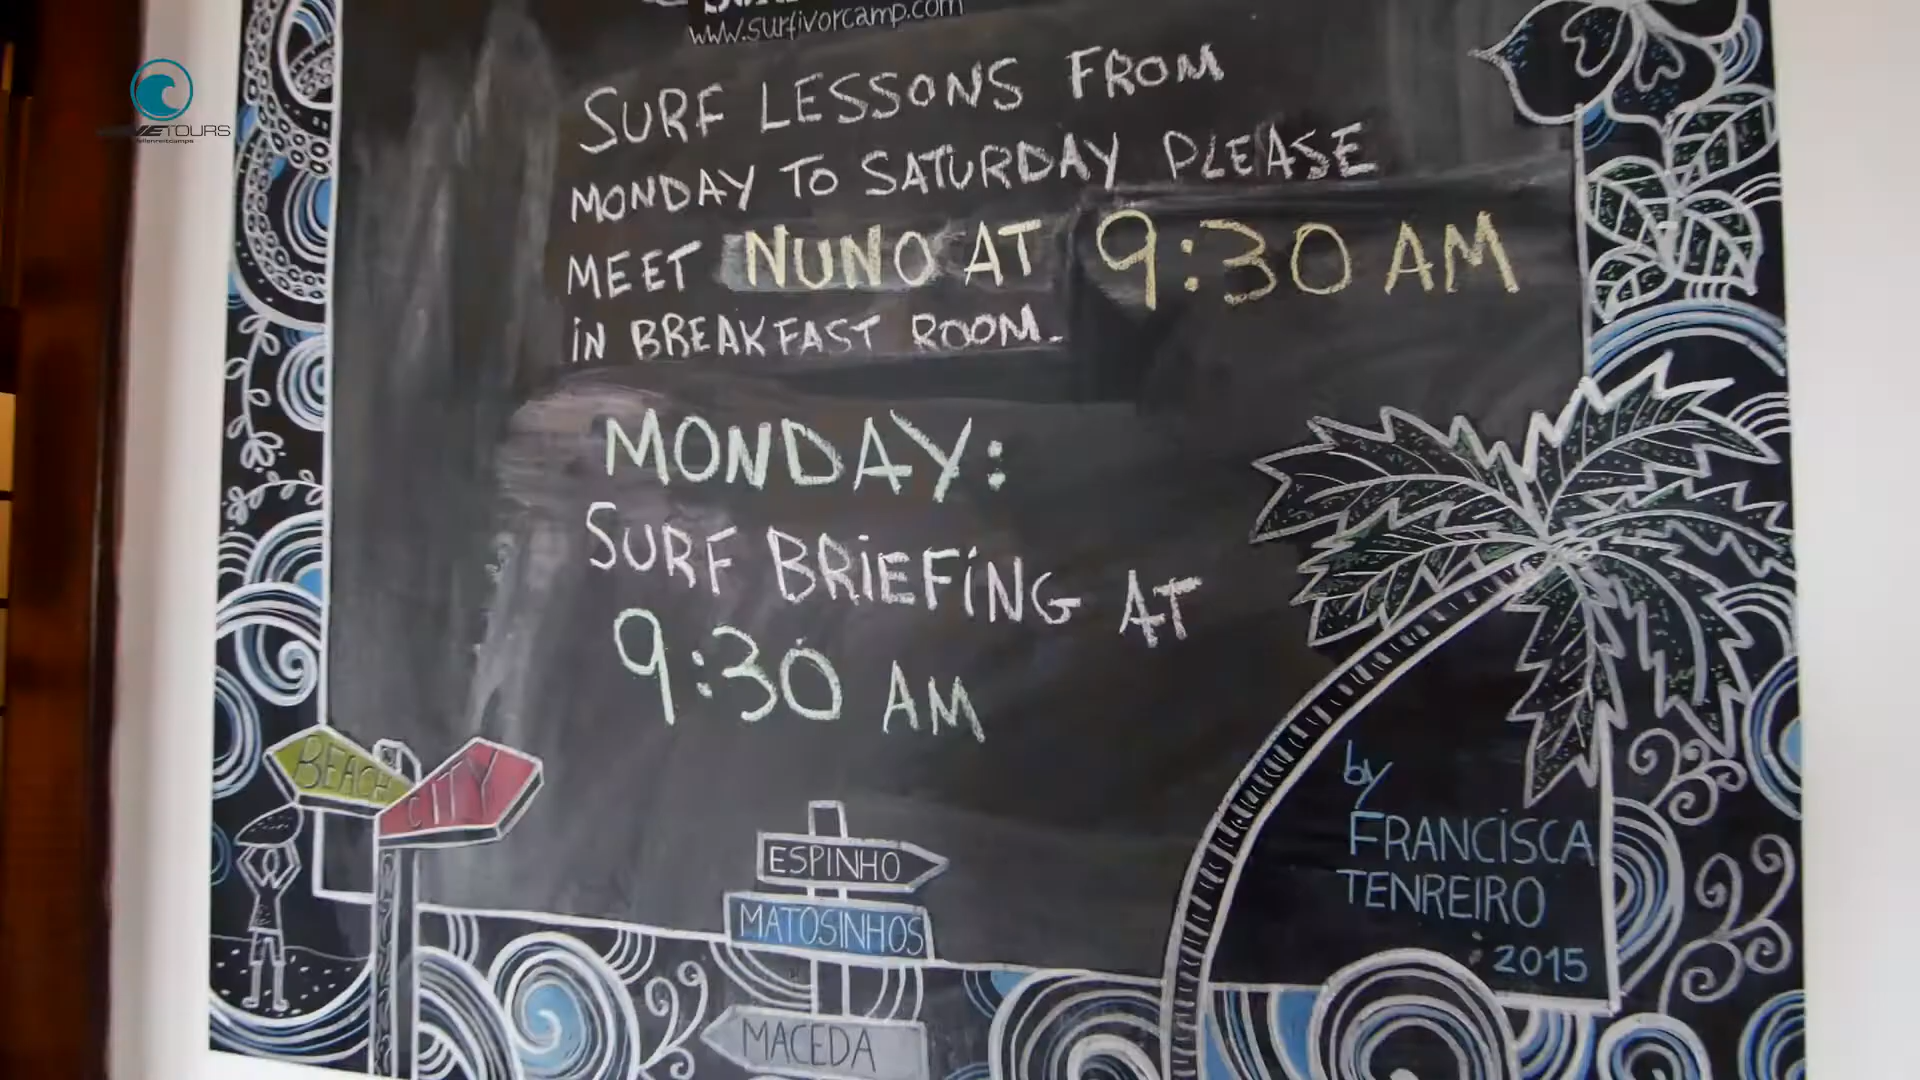 www.surfivorcamp.com
SURF LESSONS FROM
MONDAY TO SATURDAY PLEASE
MEET NUNO AT 9:30 AM
IN BREAKFAST ROOM.
MONDAY:
SURF BRIEFING AT
9:30 AM
BEACH
CITY
ESPINHO
MATOSINHOS
MACEDA
by
FRANCISCA
TENREIRO
2015
TOURS